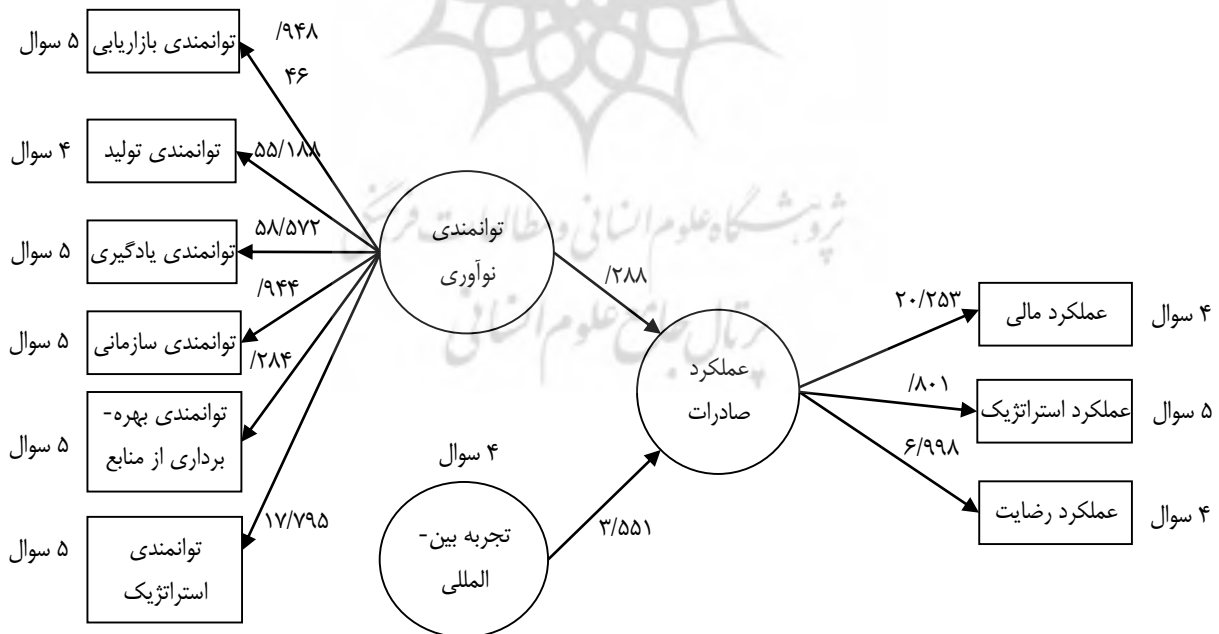 ۵ سوال
توانمندی بازاریابی
/۹۴۸
۴۶
۴ سوال
توانمندی تولید
۵۵/۱۸۸
۵ سوال
توانمندی یادگیری
۵۸/۵۷۲
۵ سوال
توانمندی سازمانی
/۹۴۴
۵ سوال
توانمندی بهره-
برداری از منابع
/۲۸۴
۵ سوال
توانمندی
استراتژیک
۱۷/۷۹۵
توانمندی
نوآوری
/۲۸۸
پژوهشگاه علوم انسانی و مطالعات فرهنگی
پرتال جامع علوم انسانی
۴ سوال
تجربه بین-
المللی
۳/۵۵۱
عملکرد
صادرات
۲۰/۲۵۳
عملکرد مالی
۴ سوال
/۸۰۱
عملکرد استراتژیک
۵ سوال
۶/۹۹۸
عملکرد رضایت
۴ سوال